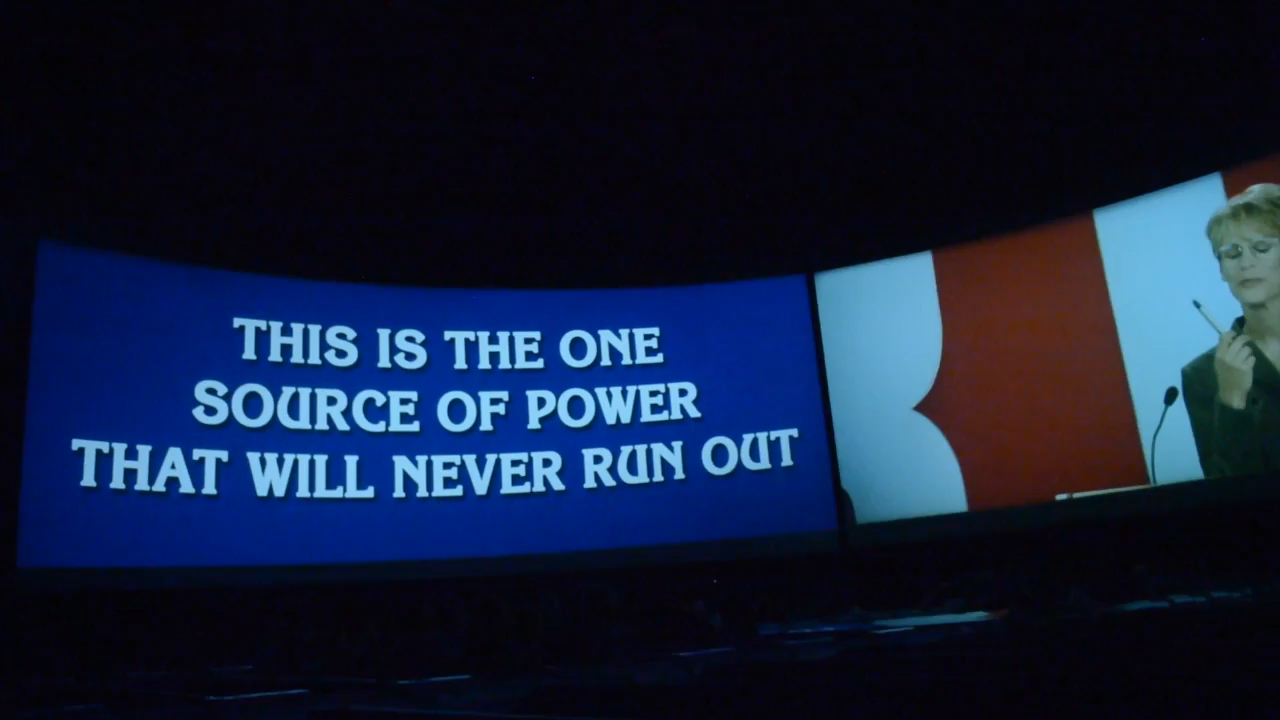 THIS IS THE ONE
SOURCE OF POWER
THAT WILL NEVER RUN OUT